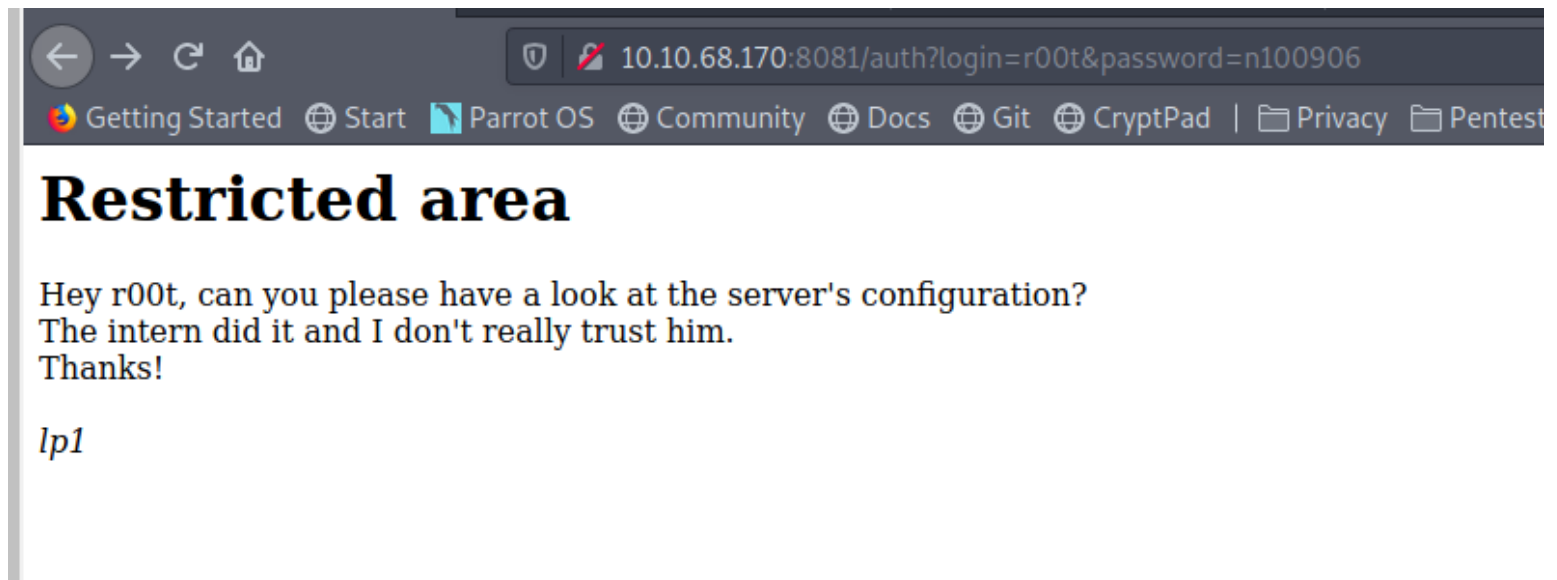 10.10.68.170:8081/auth?login=r00t&password=n100906
Getting Started Start Parrot OS Community Docs Git CryptPad | Privacy Pentest
Restricted area
Hey r00t, can you please have a look at the server's configuration?
The intern did it and I don't really trust him.
Thanks!
lp1